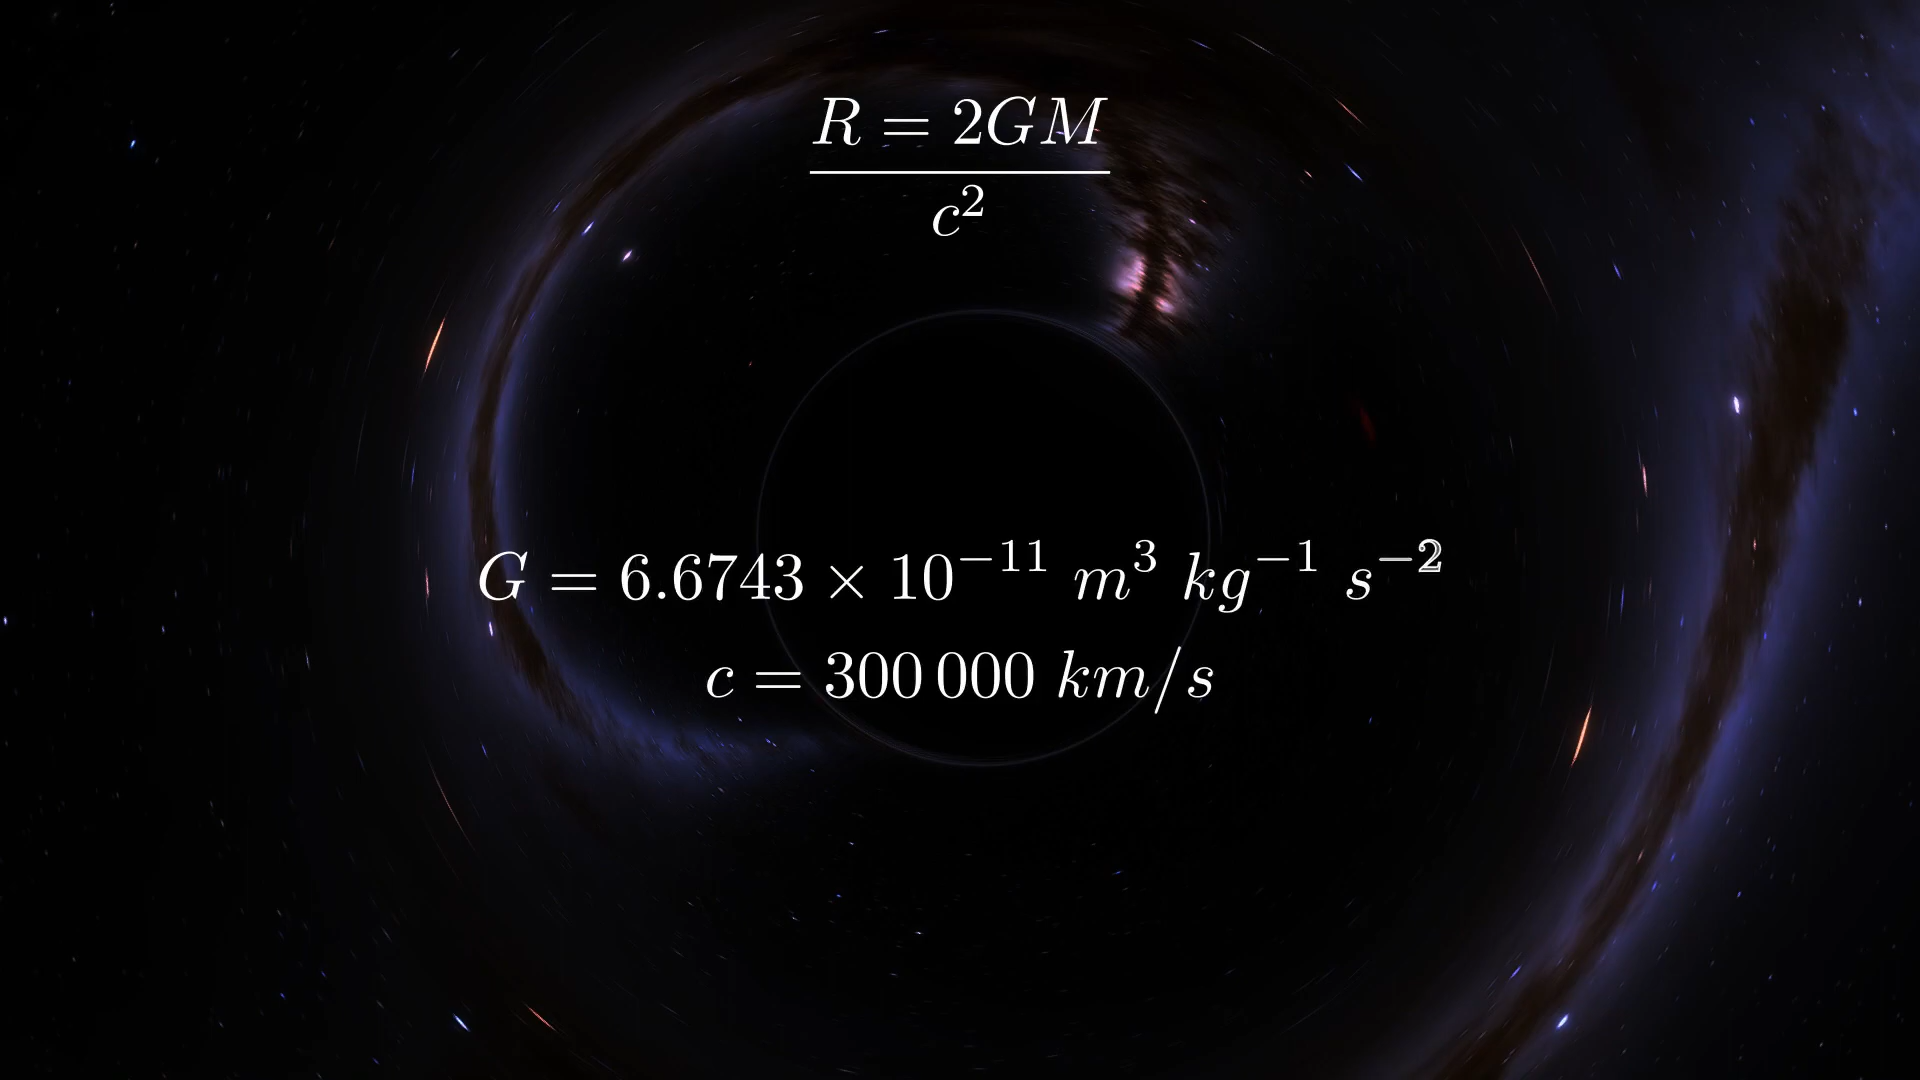 R = 2GM
c²
G = 6.6743 × 10⁻¹¹ m³ kg⁻¹ s⁻²
c = 300 000 km/s